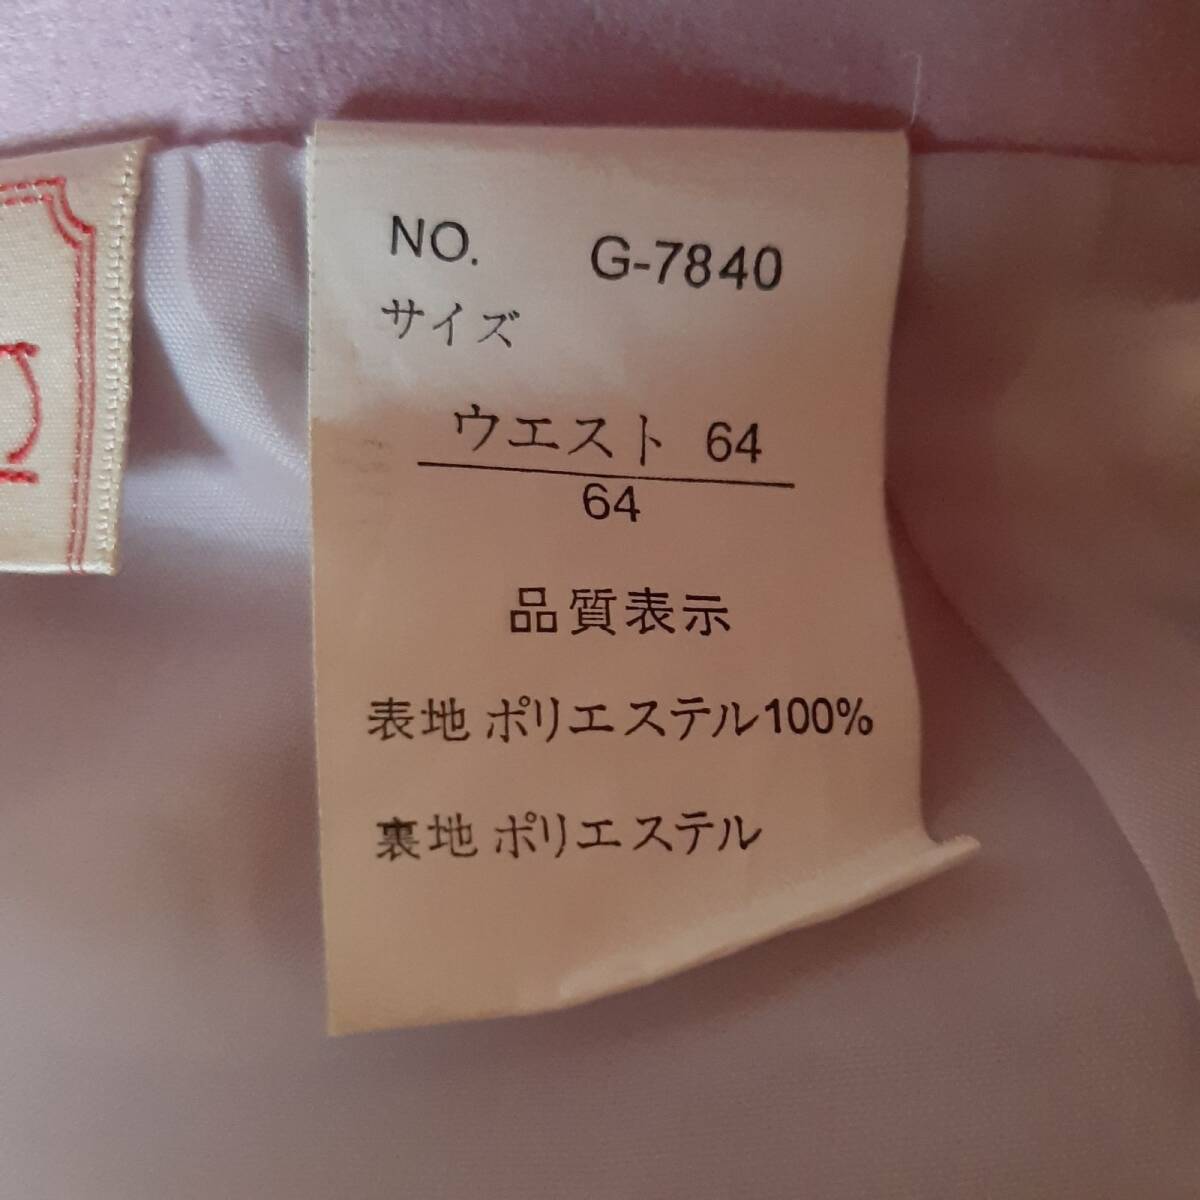 NO. G-7840
サイズ
ウエスト 64
64
品質表示
表地 ポリエステル100%
裏地 ポリエステル